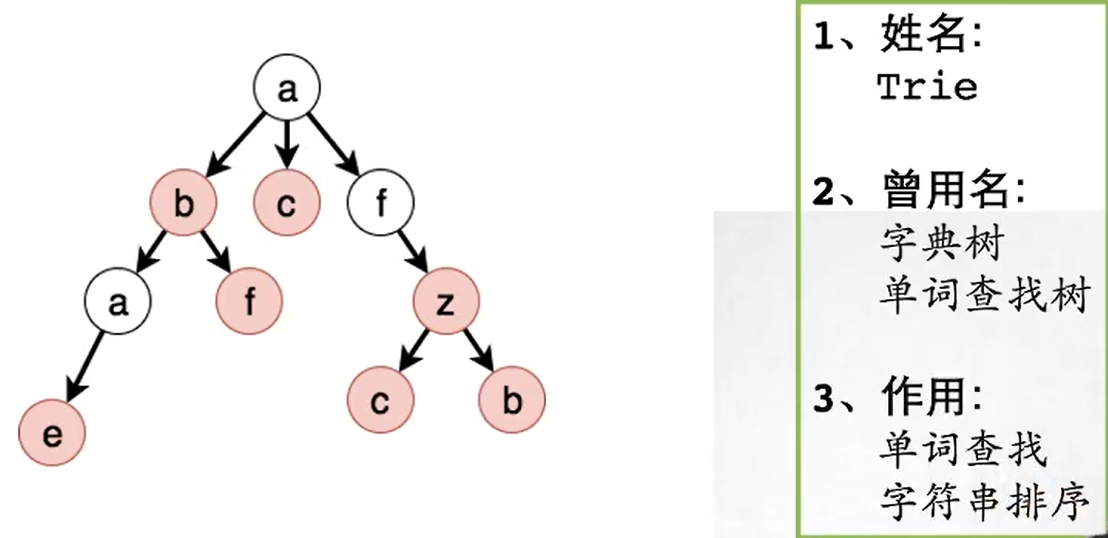 a
b c f
a f z
c b
e
1、姓名:
Trie
2、曾用名:
字典树
单词查找树
3、作用:
单词查找
字符串排序